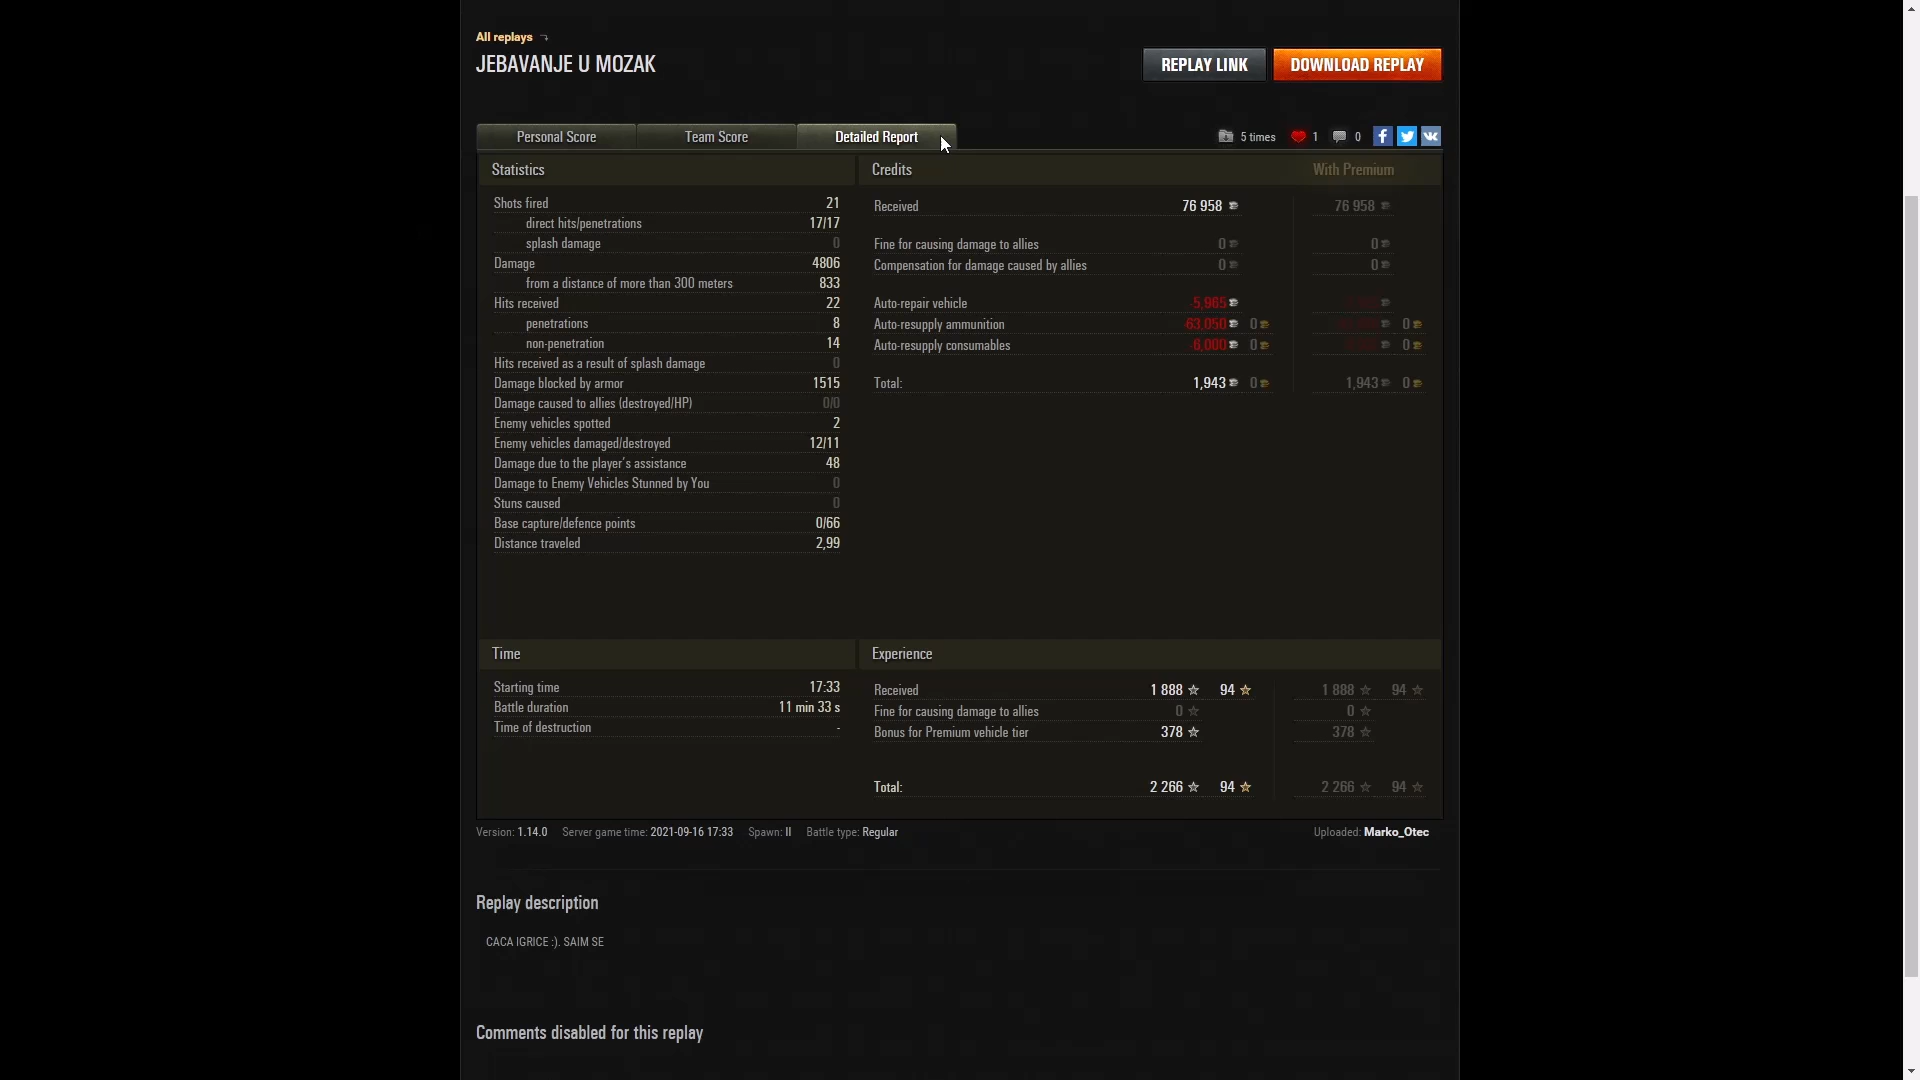 All replays
JEBAVANJE U MOZAK
REPLAY LINK DOWNLOAD REPLAY
Personal Score Team Score Detailed Report 5 times 1 0
Statistics
Shots fired 21
direct hits/penetrations 17/17
splash damage 0
Damage 4806
from a distance of more than 300 meters 833
Hits received 22
penetrations 8
non-penetration 14
Hits received as a result of splash damage 0
Damage blocked by armor 1515
Damage caused to allies (destroyed/HP) 0/0
Enemy vehicles spotted 2
Enemy vehicles damaged/destroyed 12/11
Damage due to the player's assistance 48
Damage to Enemy Vehicles Stunned by You 0
Stuns caused 0
Base capture/defence points 0/66
Distance traveled 2,99
Credits With Premium
Received 76 958 76 958
Fine for causing damage to allies 0 0
Compensation for damage caused by allies 0 0
Auto-repair vehicle -5,965
Auto-resupply ammunition -63,050 0 0
Auto-resupply consumables -6,000 0 0
Total: 1,943 0 1,943 0
Time
Starting time 17:33
Battle duration 11 min 33 s
Time of destruction -
Experience
Received 1 888 94 1 888 94
Fine for causing damage to allies 0 0
Bonus for Premium vehicle tier 378 378
Total: 2 266 94 2 266 94
Version: 1.14.0 Server game time: 2021-09-16 17:33 Spawn: II Battle type: Regular Uploaded: Marko_Otec
Replay description
CACA IGRICE :). SAIM SE
Comments disabled for this replay